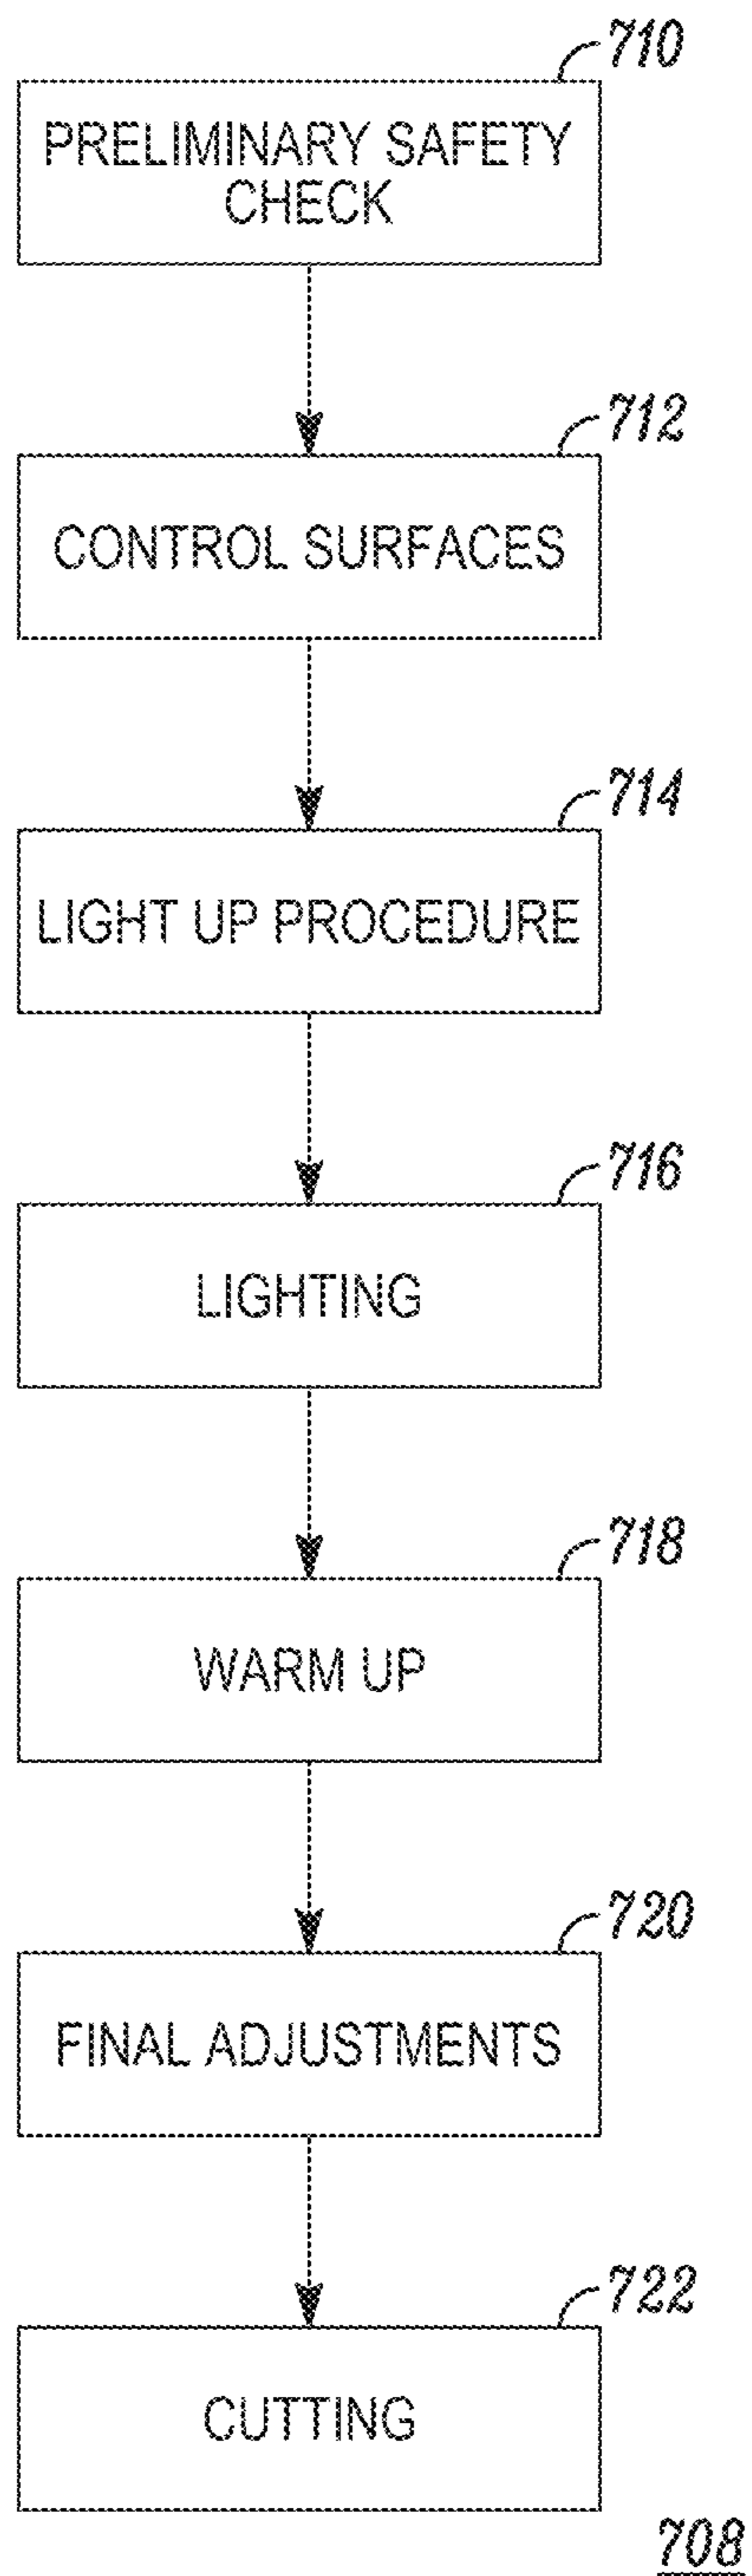 710
PRELIMINARY SAFETY
CHECK
712
CONTROL SURFACES
714
LIGHT UP PROCEDURE
716
LIGHTING
718
WARM UP
720
FINAL ADJUSTMENTS
722
CUTTING
708